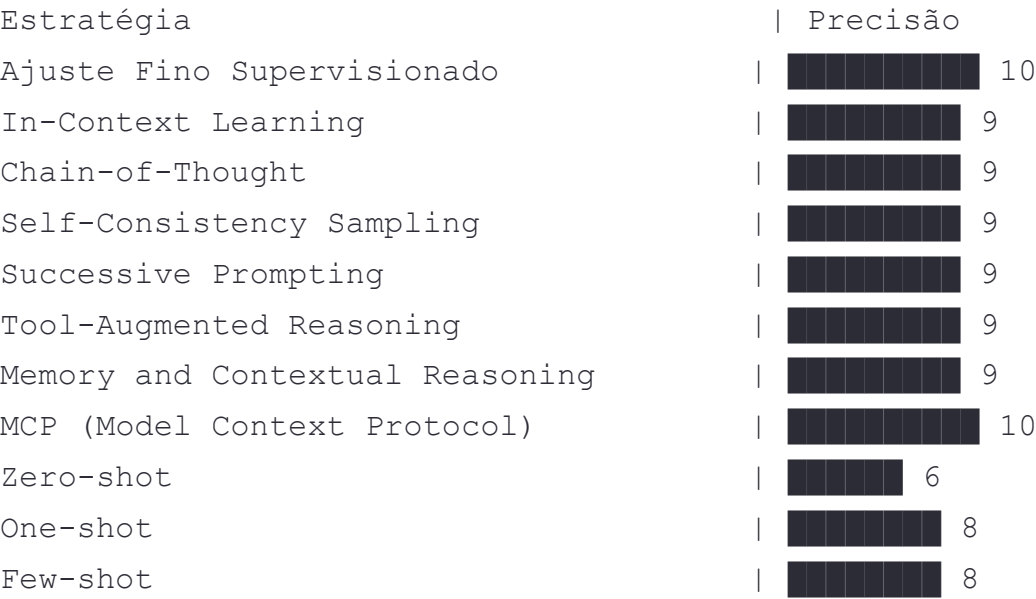 Estratégia | Precisão
Ajuste Fino Supervisionado | ██████████ 10
In-Context Learning | █████████ 9
Chain-of-Thought | █████████ 9
Self-Consistency Sampling | █████████ 9
Successive Prompting | █████████ 9
Tool-Augmented Reasoning | █████████ 9
Memory and Contextual Reasoning | █████████ 9
MCP (Model Context Protocol) | ██████████ 10
Zero-shot | ██████ 6
One-shot | ████████ 8
Few-shot | ████████ 8